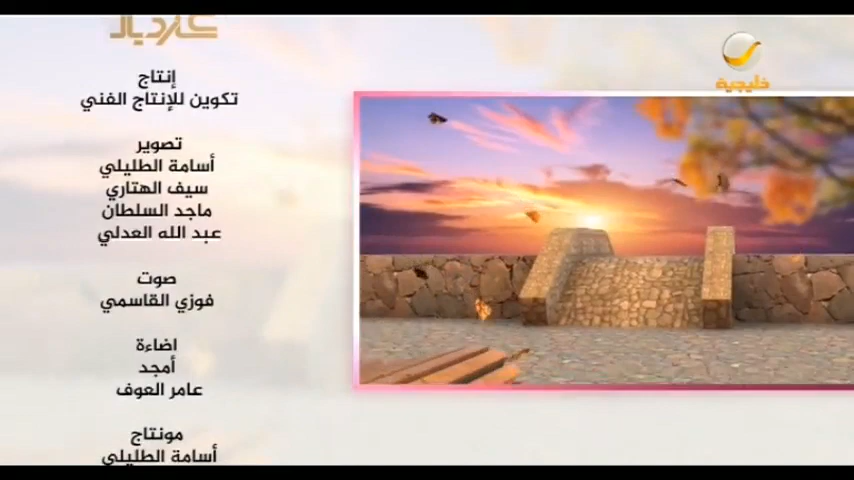 إنتاج
تكوين للإنتاج الفني
تصوير
أسامة الطليلي
سيف الهتاري
ماجد السلطان
عبد الله العدلي
صوت
فوزي القاسمي
اضاءة
أمجد
عامر العوف
مونتاج
أسامة الطليلي
خليجية